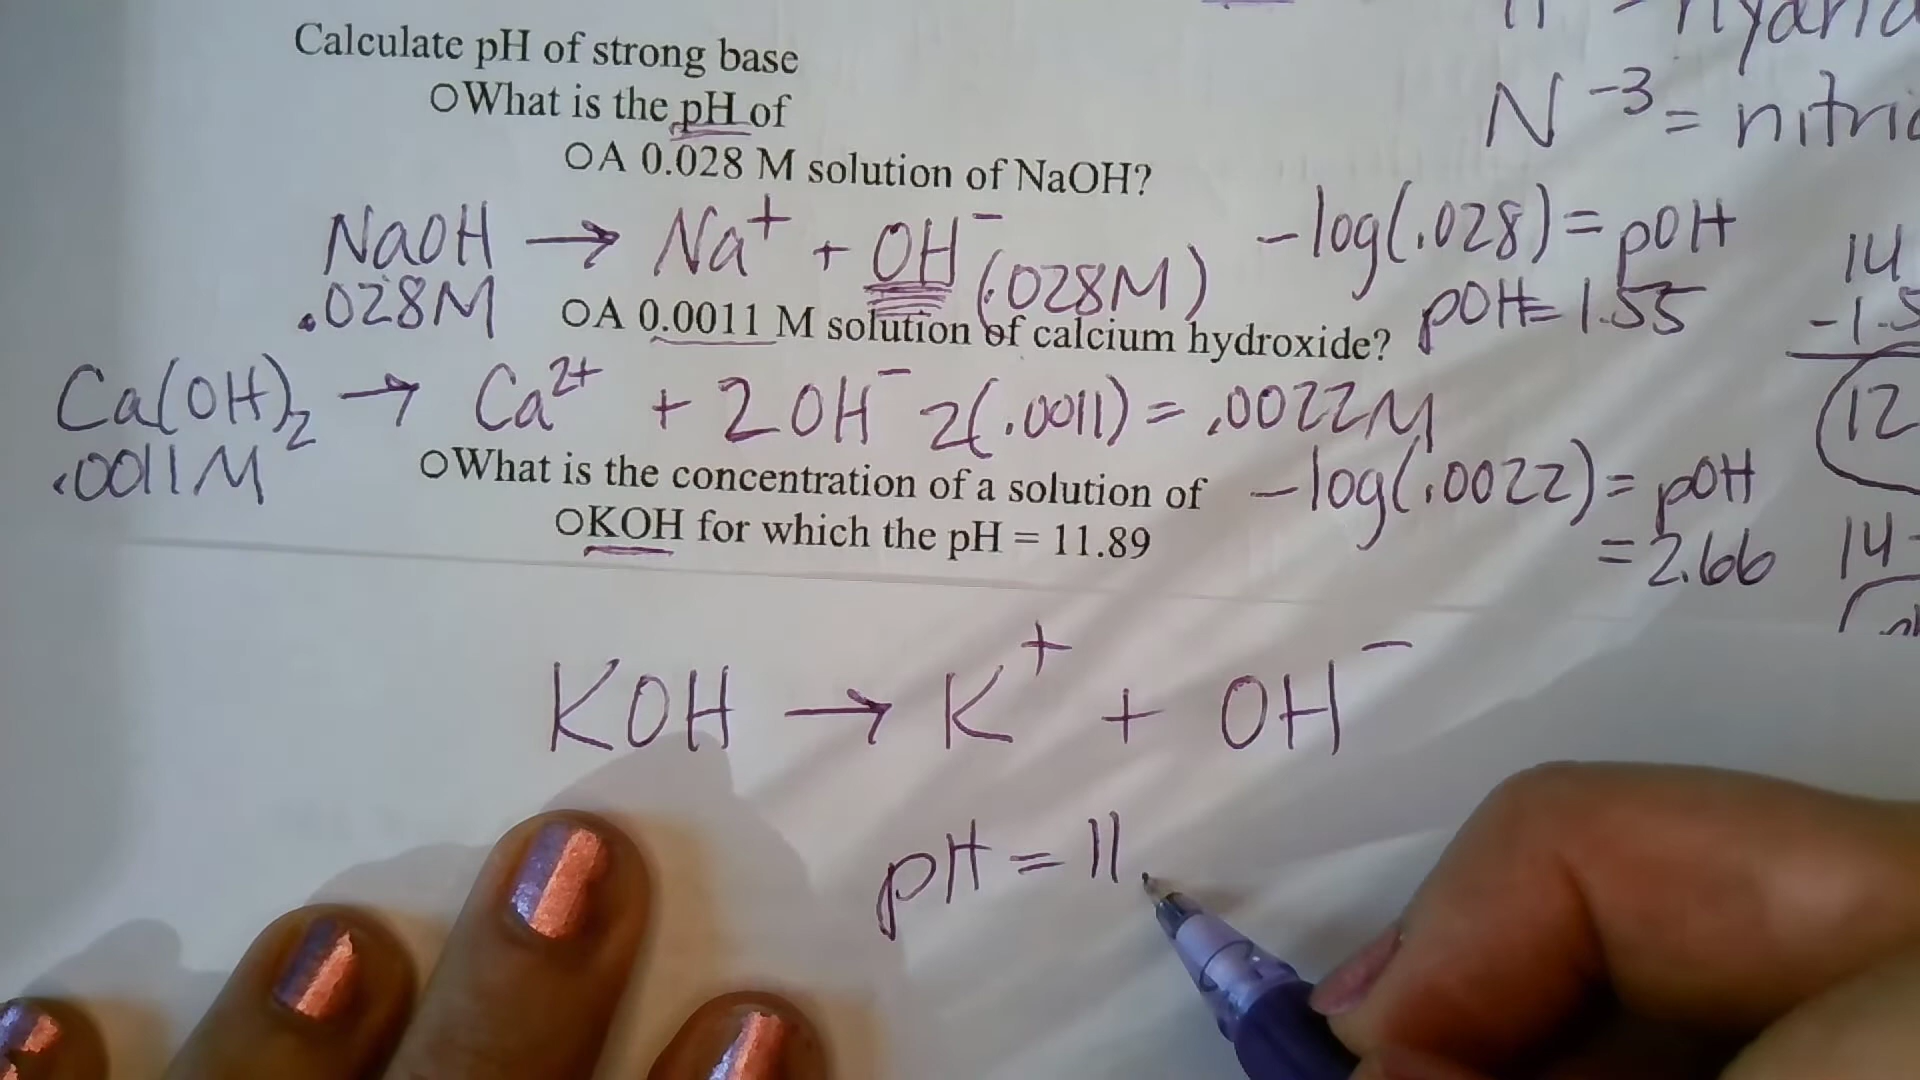 Calculate pH of strong base
○What is the pH of
○A 0.028 M solution of NaOH?
NaOH → Na⁺ + OH⁻ (.028M)
.028M
-log(.028) = pOH
pOH = 1.55
○A 0.0011 M solution of calcium hydroxide?
Ca(OH)₂ → Ca²⁺ + 2OH⁻ 2(.0011) = .0022M
.0011M
-log(.0022) = pOH
= 2.66
○What is the concentration of a solution of
○KOH for which the pH = 11.89
KOH → K⁺ + OH⁻
pH = 11.
N⁻³ =
14
12
14-